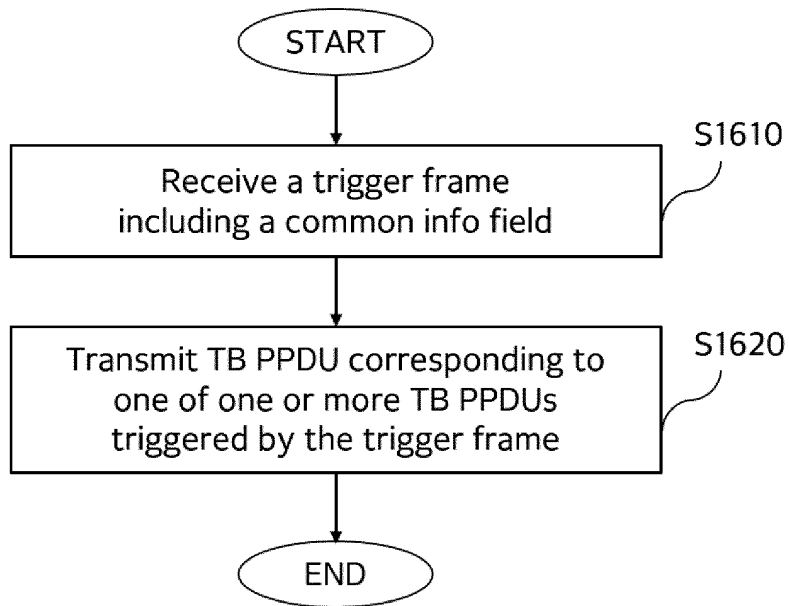 START
S1610
Receive a trigger frame
including a common info field
S1620
Transmit TB PPDU corresponding to
one of one or more TB PPDUs
triggered by the trigger frame
END